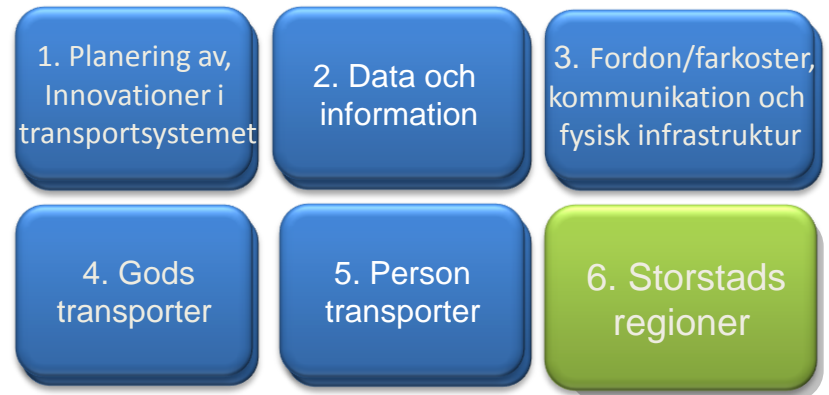 1. Planering av,
Innovationer i
transportsystemet
2. Data och
information
3. Fordon/farkoster,
kommunikation och
fysisk infrastruktur
4. Gods
transporter
5. Person
transporter
6. Storstads
regioner